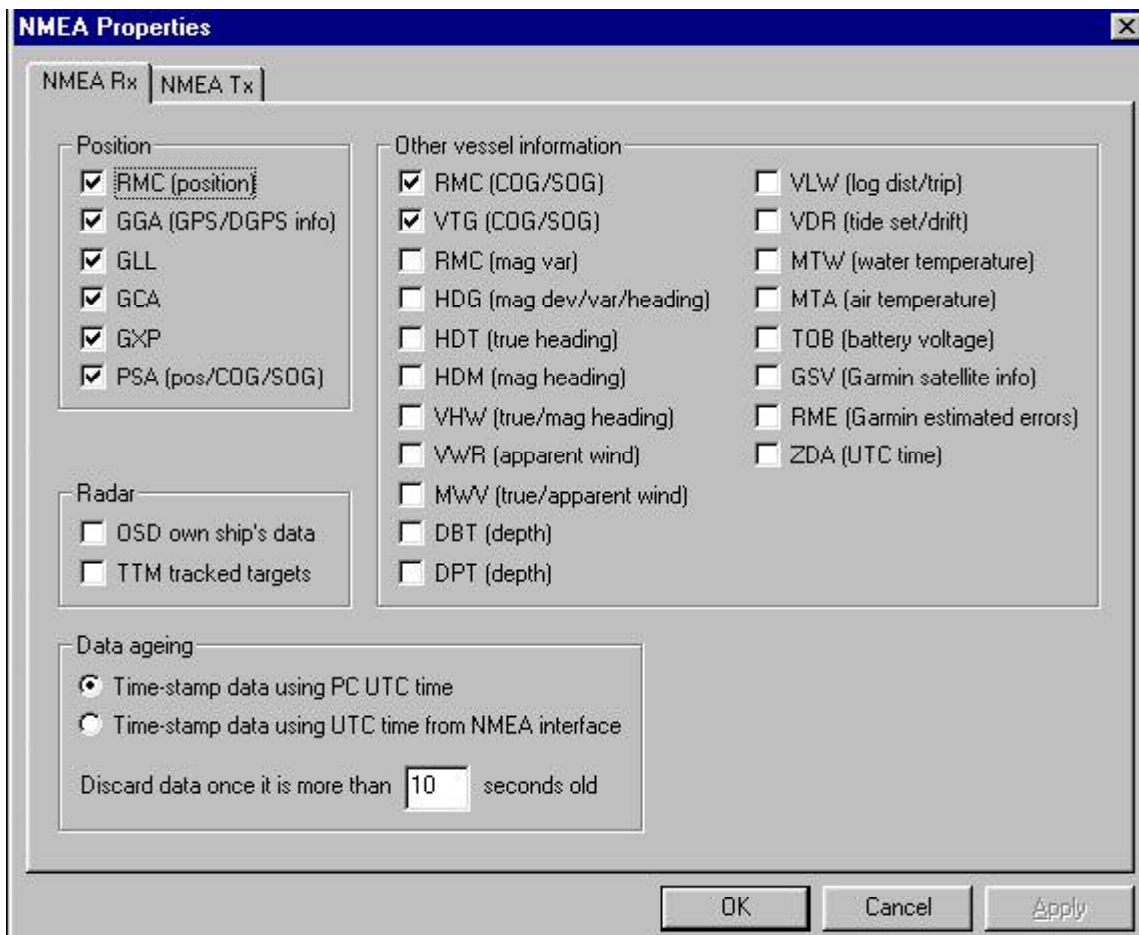 NMEA Properties
NMEA Rx
NMEA Tx
Position
RMC (position)
GGA (GPS/DGPS info)
GLL
GCA
GXP
PSA (pos/COG/SOG)
Radar
OSD own ship's data
TTM tracked targets
Other vessel information
RMC (COG/SOG)
VTG (COG/SOG)
RMC (mag var)
HDG (mag dev/var/heading)
HDT (true heading)
HDM (mag heading)
VHW (true/mag heading)
VWR (apparent wind)
MWV (true/apparent wind)
DBT (depth)
DPT (depth)
VLW (log dist/trip)
VDR (tide set/drift)
MTW (water temperature)
MTA (air temperature)
TOB (battery voltage)
GSV (Garmin satellite info)
RME (Garmin estimated errors)
ZDA (UTC time)
Data ageing
Time-stamp data using PC UTC time
Time-stamp data using UTC time from NMEA interface
Discard data once it is more than 10 seconds old
OK
Cancel
Apply